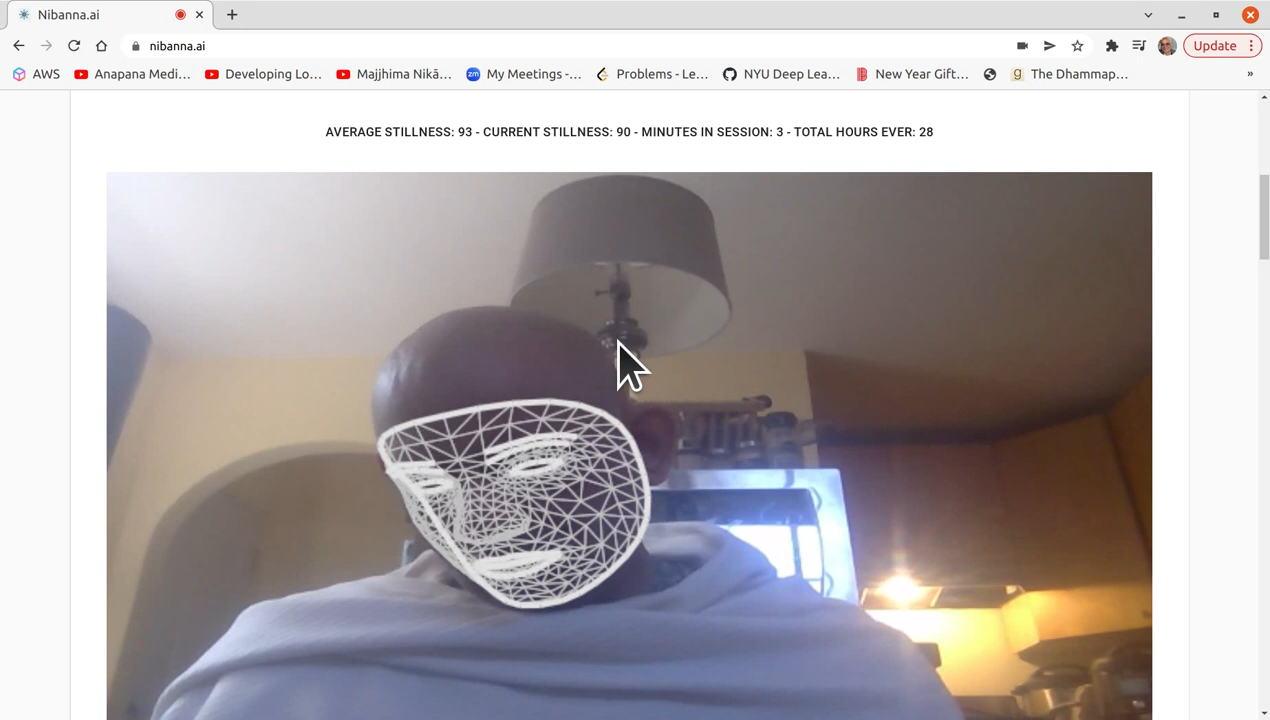 Nibanna.ai
nibanna.ai
Update
AWS
Anapana Medi...
Developing Lo...
Majjhima Nikā...
zm
My Meetings -...
Problems - Le...
NYU Deep Lea...
New Year Gift...
g
The Dhammap...
»
AVERAGE STILLNESS: 93 - CURRENT STILLNESS: 90 - MINUTES IN SESSION: 3 - TOTAL HOURS EVER: 28